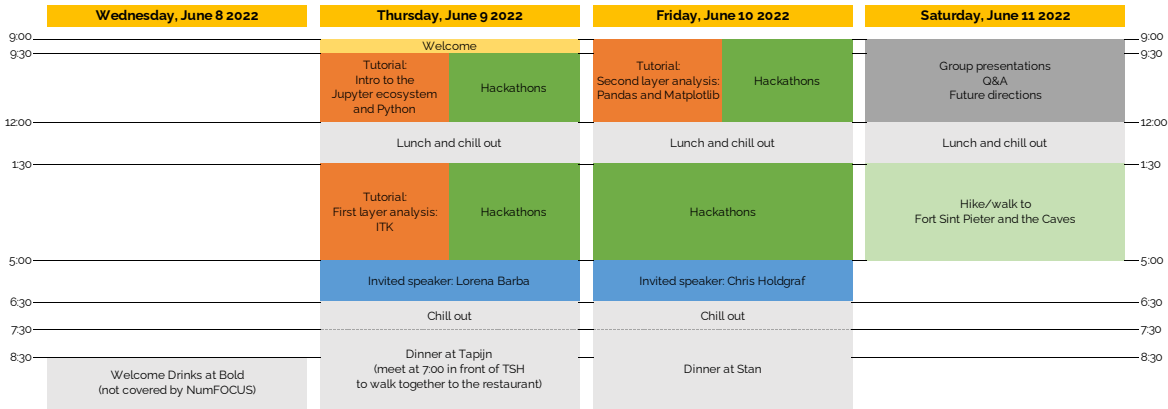 Wednesday, June 8 2022
Thursday, June 9 2022
Friday, June 10 2022
Saturday, June 11 2022
9:00
9:30
12:00
1:30
5:00
6:30
7:30
8:30
Welcome Drinks at Bold
(not covered by NumFOCUS)
Welcome
Tutorial:
Intro to the
Jupyter ecosystem
and Python
Hackathons
Lunch and chill out
Tutorial:
First layer analysis:
ITK
Hackathons
Invited speaker: Lorena Barba
Chill out
Dinner at Tapijn
(meet at 7:00 in front of TSH
to walk together to the restaurant)
Tutorial:
Second layer analysis:
Pandas and Matplotlib
Hackathons
Lunch and chill out
Hackathons
Invited speaker: Chris Holdgraf
Chill out
Dinner at Stan
Group presentations
Q&A
Future directions
Lunch and chill out
Hike/walk to
Fort Sint Pieter and the Caves
9:00
9:30
12:00
1:30
5:00
6:30
7:30
8:30